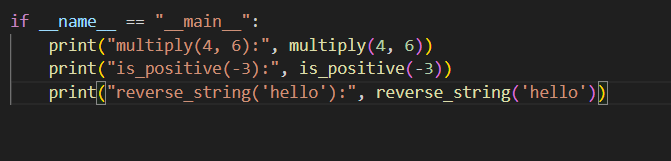 if __name__ == "__main__":
    print("multiply(4, 6):", multiply(4, 6))
    print("is_positive(-3):", is_positive(-3))
    print("reverse_string('hello'):", reverse_string('hello'))